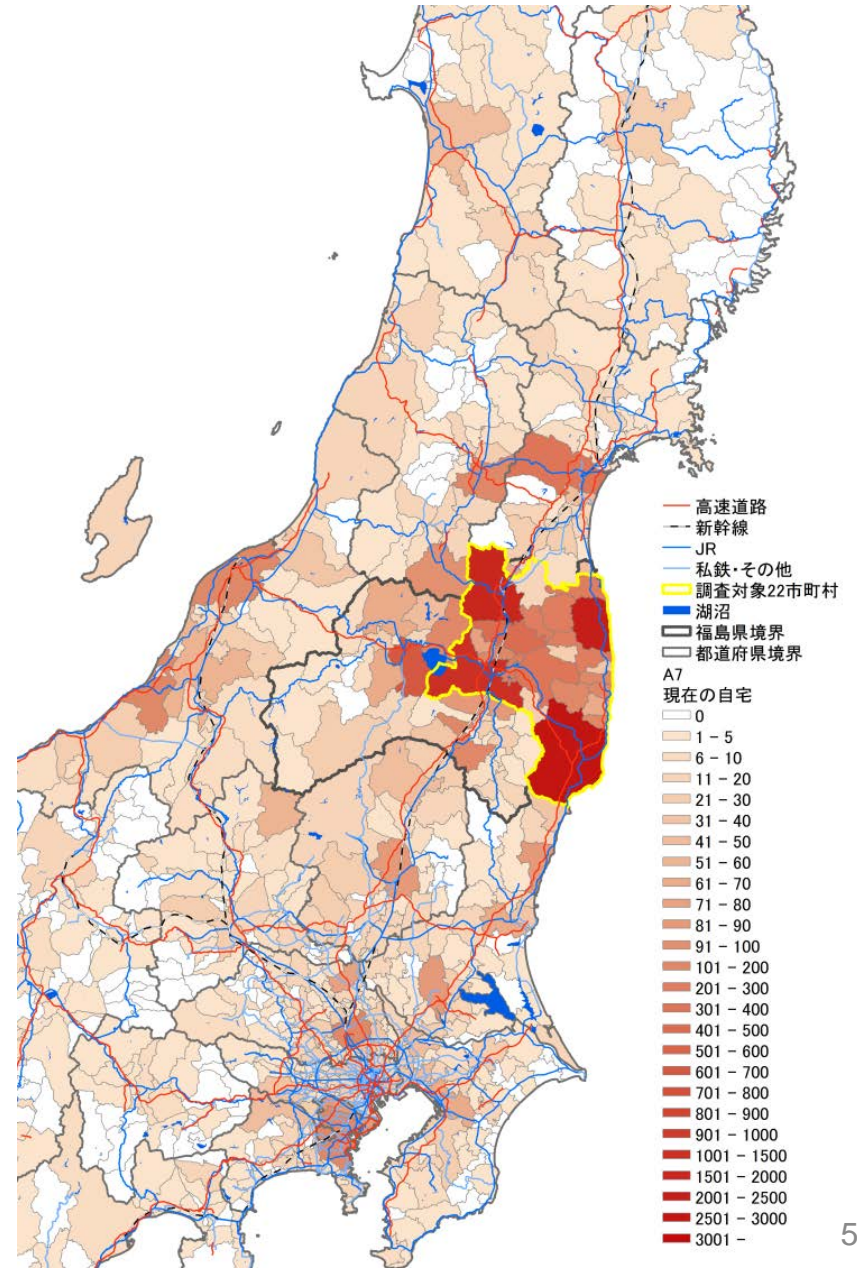 高速道路
新幹線
JR
私鉄・その他
調査対象22市町村
湖沼
福島県境界
都道府県境界
A7
現在の自宅
0
1 - 5
6 - 10
11 - 20
21 - 30
31 - 40
41 - 50
51 - 60
61 - 70
71 - 80
81 - 90
91 - 100
101 - 200
201 - 300
301 - 400
401 - 500
501 - 600
601 - 700
701 - 800
801 - 900
901 - 1000
1001 - 1500
1501 - 2000
2001 - 2500
2501 - 3000
3001 -
5